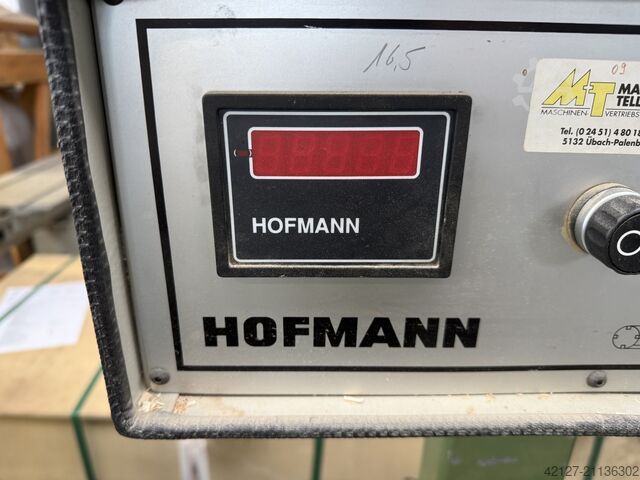 16,5
09
MT MA
TELL
MASCHINEN- VERTRIEBS
Tel. (0 24 51) 4 80 18
5132 Übach-Palenb
HOFMANN
HOFMANN
42127-21136302